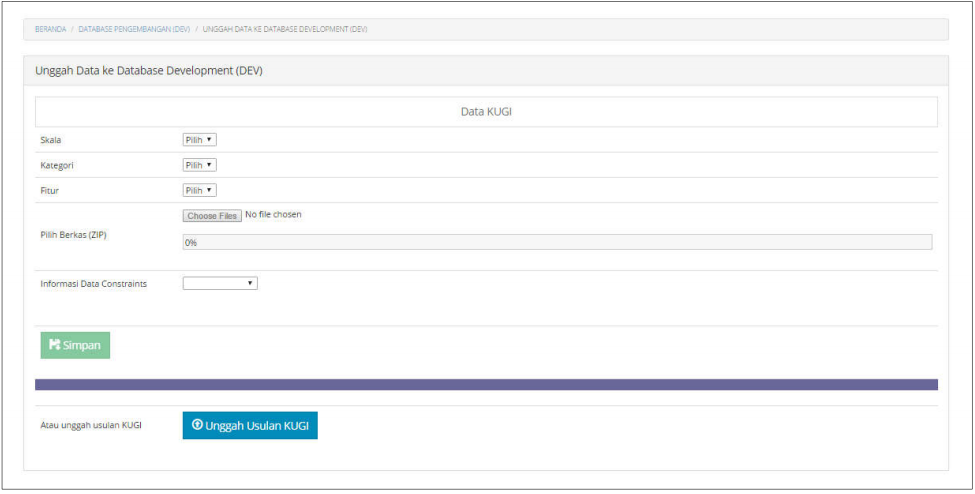 BERANDA / DATABASE PENGEMBANGAN (DEV) / UNGGAH DATA KE DATABASE DEVELOPMENT (DEV)
Unggah Data ke Database Development (DEV)
Data KUGI
Skala Pilih
Kategori Pilih
Fitur Pilih
Choose Files No file chosen
Pilih Berkas (ZIP)
0%
Informasi Data Constraints
Simpan
Atau unggah usulan KUGI Unggah Usulan KUGI